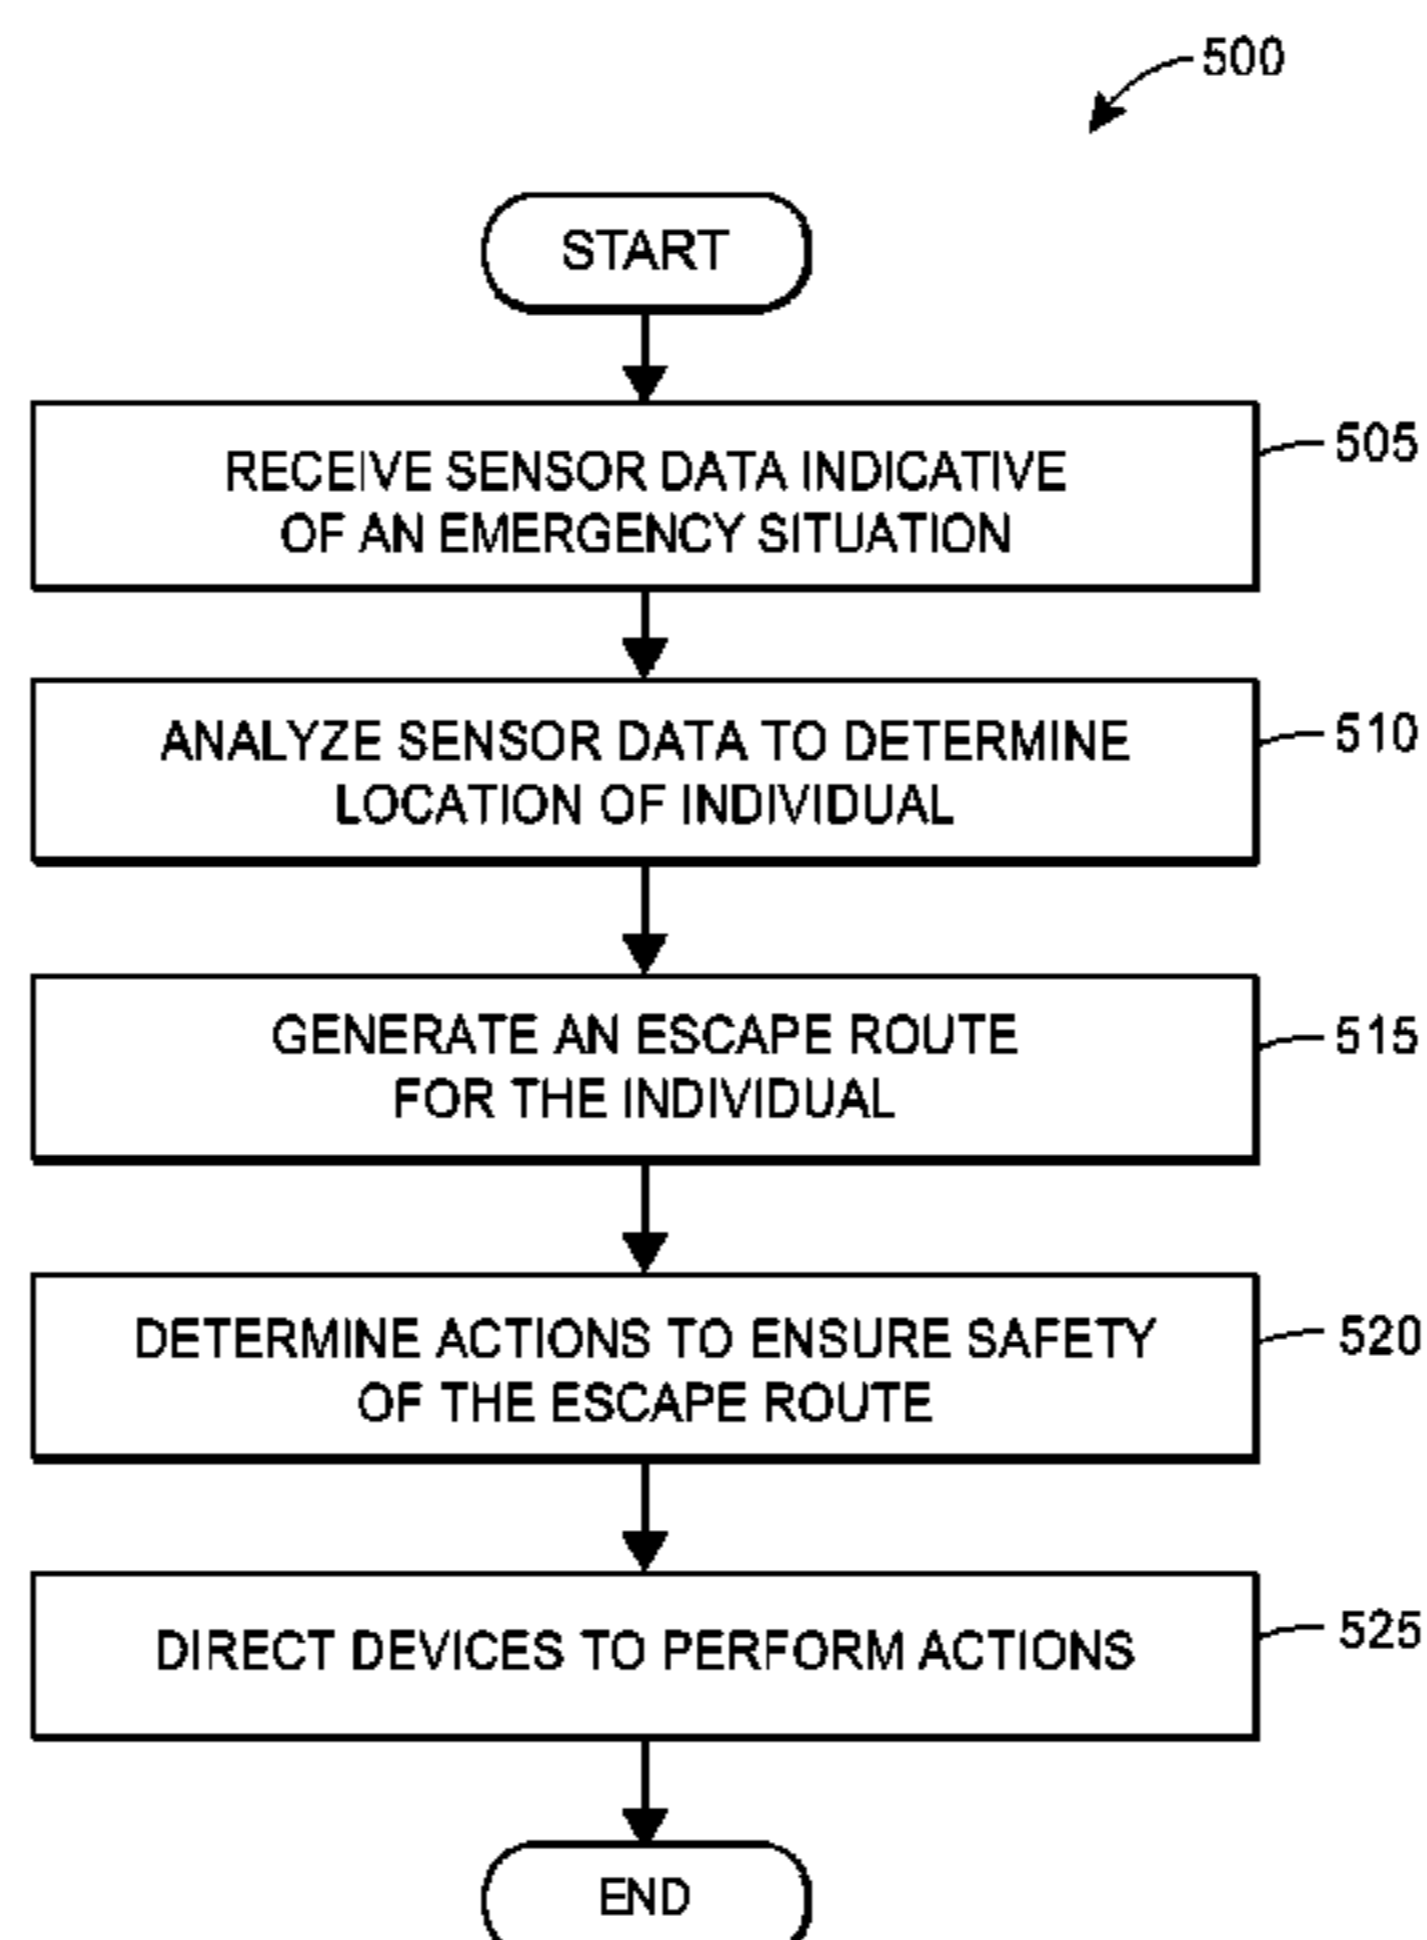 500
START
RECEIVE SENSOR DATA INDICATIVE
OF AN EMERGENCY SITUATION
505
ANALYZE SENSOR DATA TO DETERMINE
LOCATION OF INDIVIDUAL
510
GENERATE AN ESCAPE ROUTE
FOR THE INDIVIDUAL
515
DETERMINE ACTIONS TO ENSURE SAFETY
OF THE ESCAPE ROUTE
520
DIRECT DEVICES TO PERFORM ACTIONS
525
END